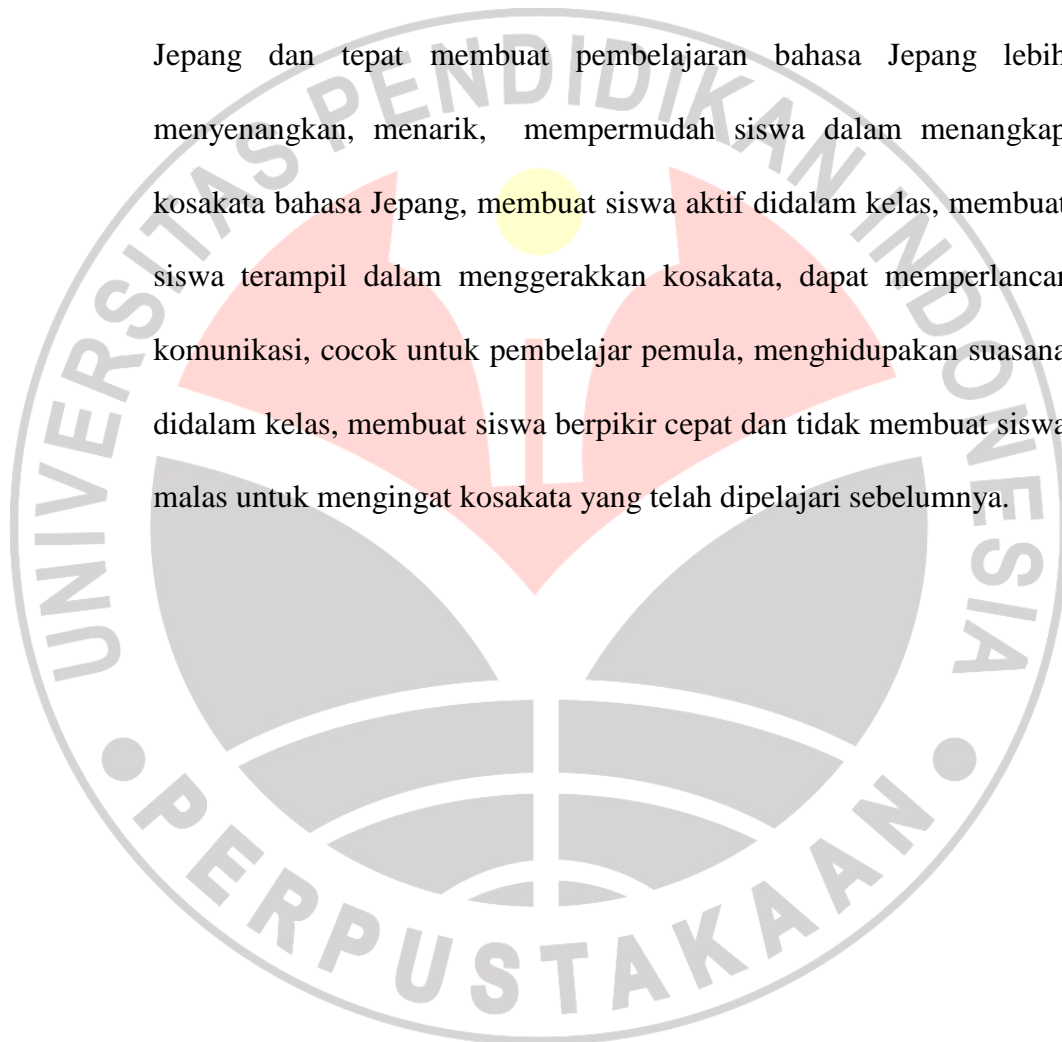 Jepang dan tepat membuat pembelajaran bahasa Jepang lebih
menyenangkan, menarik, mempermudah siswa dalam menangkap
kosakata bahasa Jepang, membuat siswa aktif didalam kelas, membuat
siswa terampil dalam menggerakkan kosakata, dapat memperlancar
komunikasi, cocok untuk pembelajar pemula, menghidupakan suasana
didalam kelas, membuat siswa berpikir cepat dan tidak membuat siswa
malas untuk mengingat kosakata yang telah dipelajari sebelumnya.
UNIVERSITAS PENDIDIKAN INDONESIA
PERPUSTAKAAN